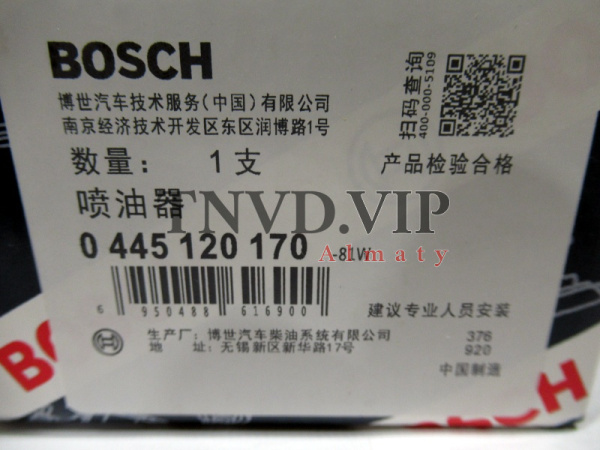 BOSCH
博世汽车技术服务(中国)有限公司
南京经济技术开发区东区润博路1号
扫码查询
400-000-5109
数量: 1支
产品检验合格
喷油器
TNVD.VIP
0 445 120 170 -81W
Almaty
6 950488 616900
建议专业人员安装
生产厂: 博世汽车柴油系统有限公司
地 址: 无锡新区新华路17号
376
920
中国制造
BOSCH
BOSCH